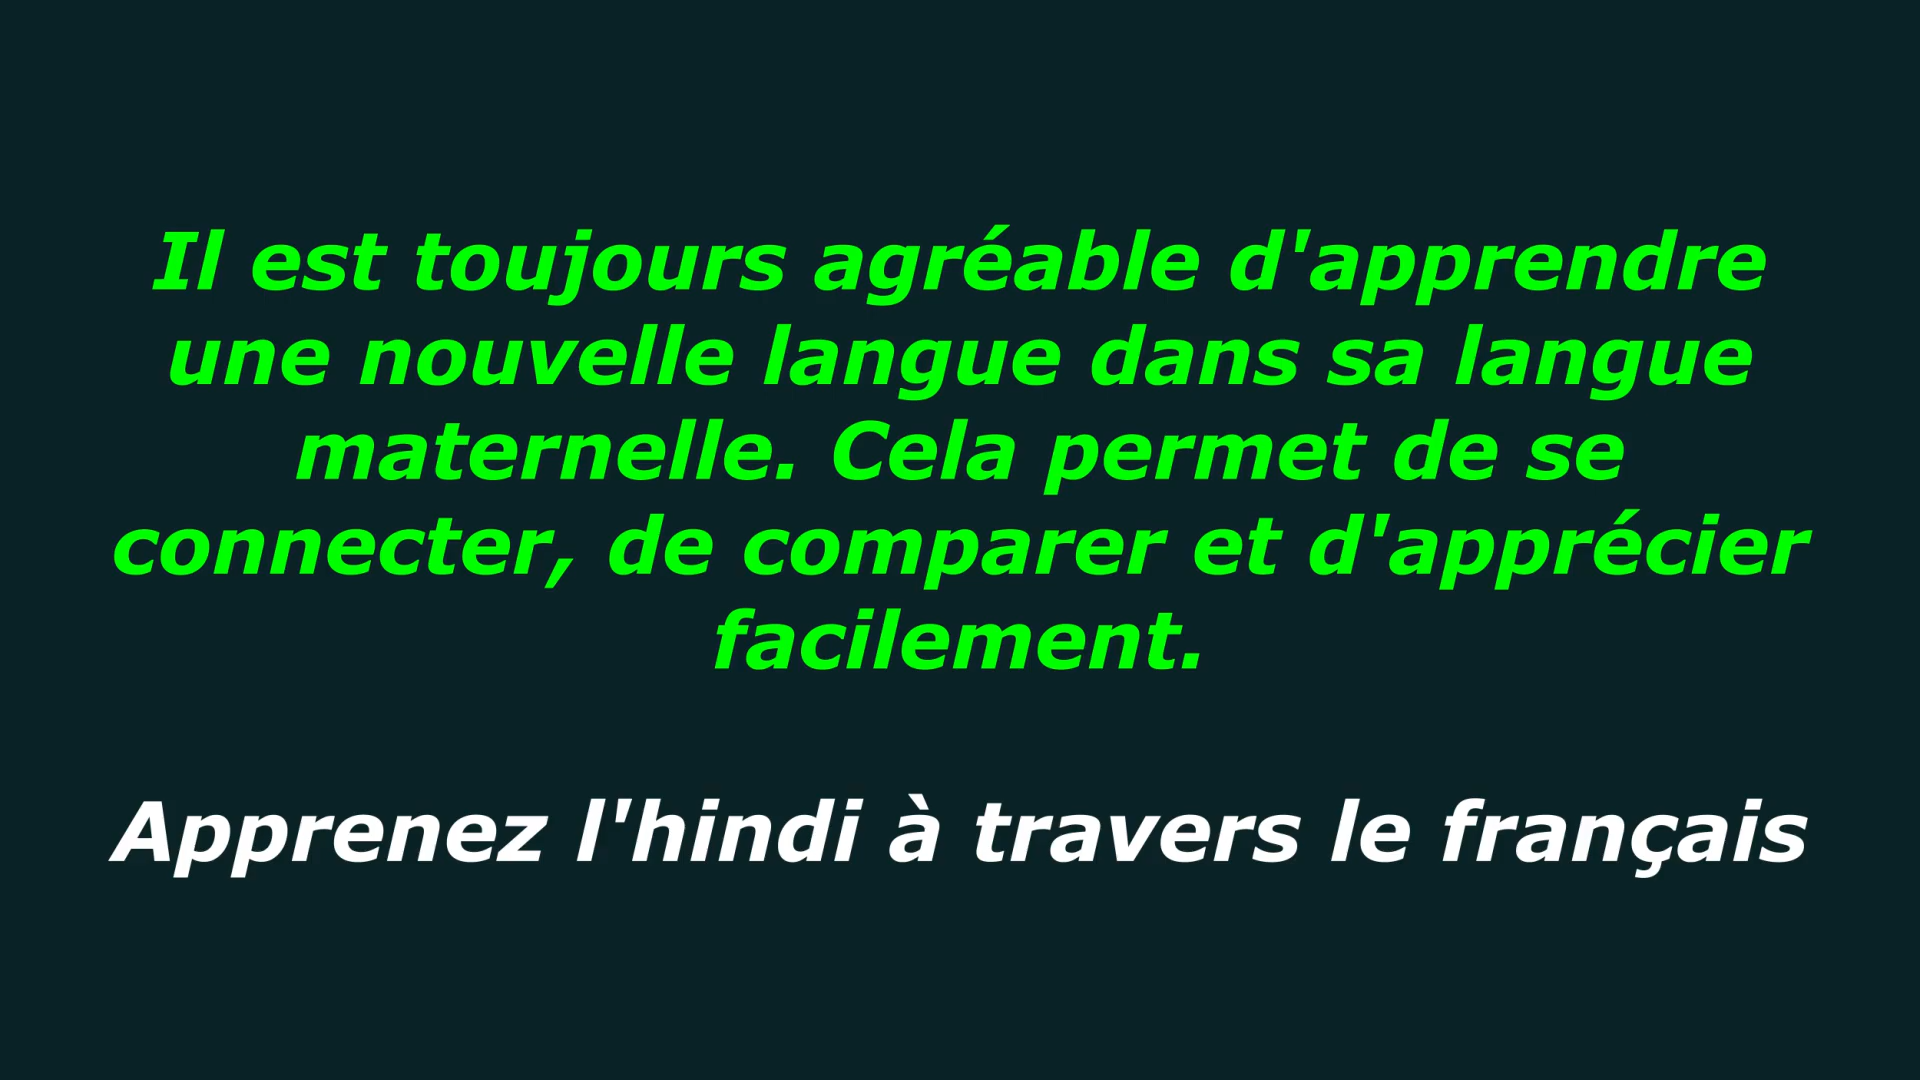 Il est toujours agréable d'apprendre
une nouvelle langue dans sa langue
maternelle. Cela permet de se
connecter, de comparer et d'apprécier
facilement.
Apprenez l'hindi à travers le français